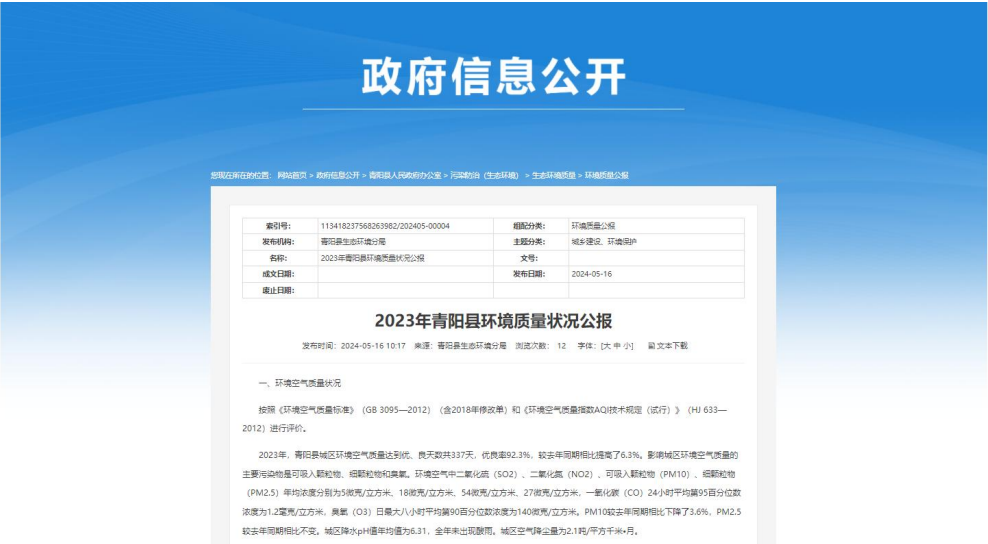 政府信息公开
您现在所在的位置: 网站首页 > 政府信息公开 > 青阳县人民政府办公室 > 污染防治（生态环境） > 生态环境质量 > 环境质量公报
索引号: 113418237568263982/202405-00004 组配分类: 环境质量公报
发布机构: 青阳县生态环境分局 主题分类: 城乡建设、环境保护
名称: 2023年青阳县环境质量状况公报 文号:
成文日期: 发布日期: 2024-05-16
废止日期:
2023年青阳县环境质量状况公报
发布时间: 2024-05-16 10:17 来源: 青阳县生态环境分局 浏览次数: 12 字体: [大 中 小] 文本下载
一、环境空气质量状况
按照《环境空气质量标准》（GB 3095—2012）（含2018年修改单）和《环境空气质量指数AQI技术规定（试行）》（HJ 633—
2012）进行评价。
2023年，青阳县城区环境空气质量达到优、良天数共337天，优良率92.3%，较去年同期相比提高了6.3%。影响城区环境空气质量的
主要污染物是可吸入颗粒物、细颗粒物和臭氧。环境空气中二氧化硫（SO2）、二氧化氮（NO2）、可吸入颗粒物（PM10）、细颗粒物
（PM2.5）年均浓度分别为5微克/立方米、18微克/立方米、54微克/立方米、27微克/立方米，一氧化碳（CO）24小时平均第95百分位数
浓度为1.2毫克/立方米，臭氧（O3）日最大八小时平均第90百分位数浓度为140微克/立方米。PM10较去年同期相比下降了3.6%，PM2.5
较去年同期相比不变。城区降水pH值年均值为6.31，全年未出现酸雨。城区空气降尘量为2.1吨/平方千米•月。